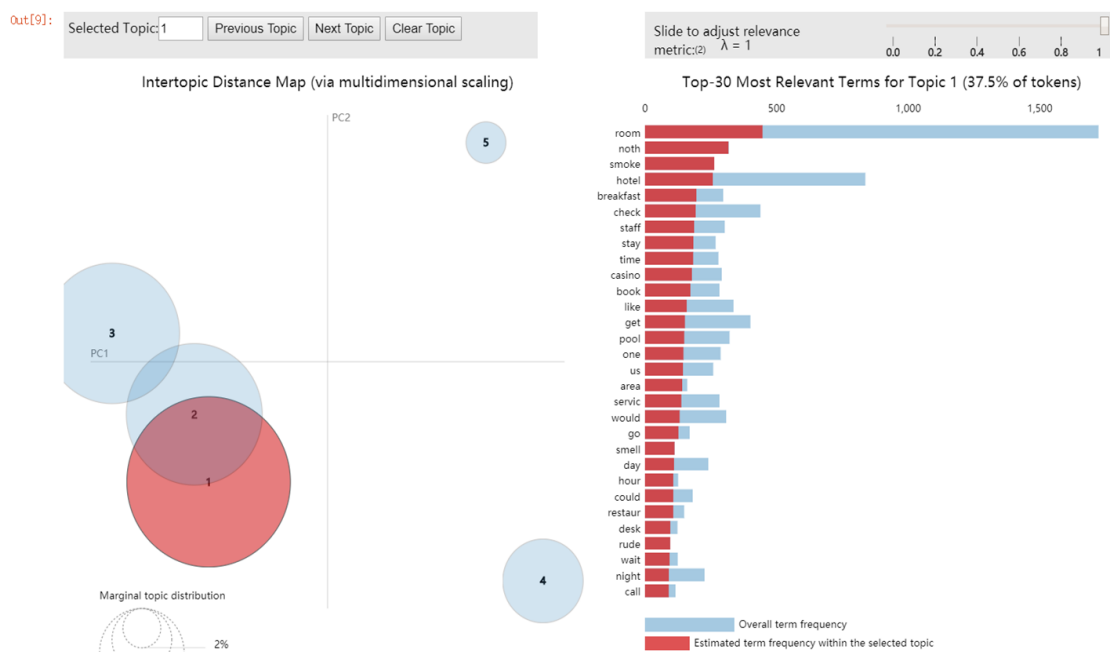 Out[9]:
Selected Topic: 1 Previous Topic Next Topic Clear Topic
Slide to adjust relevance
metric:(2) λ = 1
0.0 0.2 0.4 0.6 0.8 1
Intertopic Distance Map (via multidimensional scaling)
PC2
5
3
PC1
2
1
4
Marginal topic distribution
2%
Top-30 Most Relevant Terms for Topic 1 (37.5% of tokens)
0 500 1,000 1,500
room
noth
smoke
hotel
breakfast
check
staff
stay
time
casino
book
like
get
pool
one
us
area
servic
would
go
smell
day
hour
could
restaur
desk
rude
wait
night
call
Overall term frequency
Estimated term frequency within the selected topic